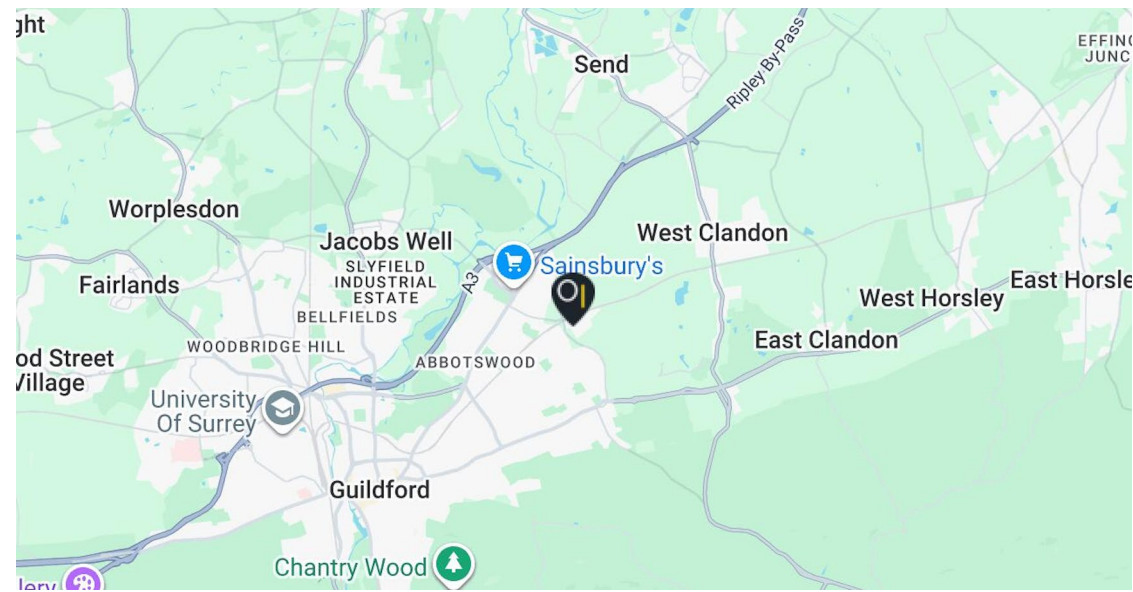 ght
EFFING
JUNC
Send
Ripley By-Pass
Worplesdon
Jacobs Well
West Clandon
SLYFIELD
INDUSTRIAL
ESTATE
A3
Sainsbury's
Fairlands
East Horsle
West Horsley
BELLFIELDS
East Clandon
WOODBRIDGE HILL
od Street
Village
ABBOTSWOOD
University
Of Surrey
Guildford
Chantry Wood
lery